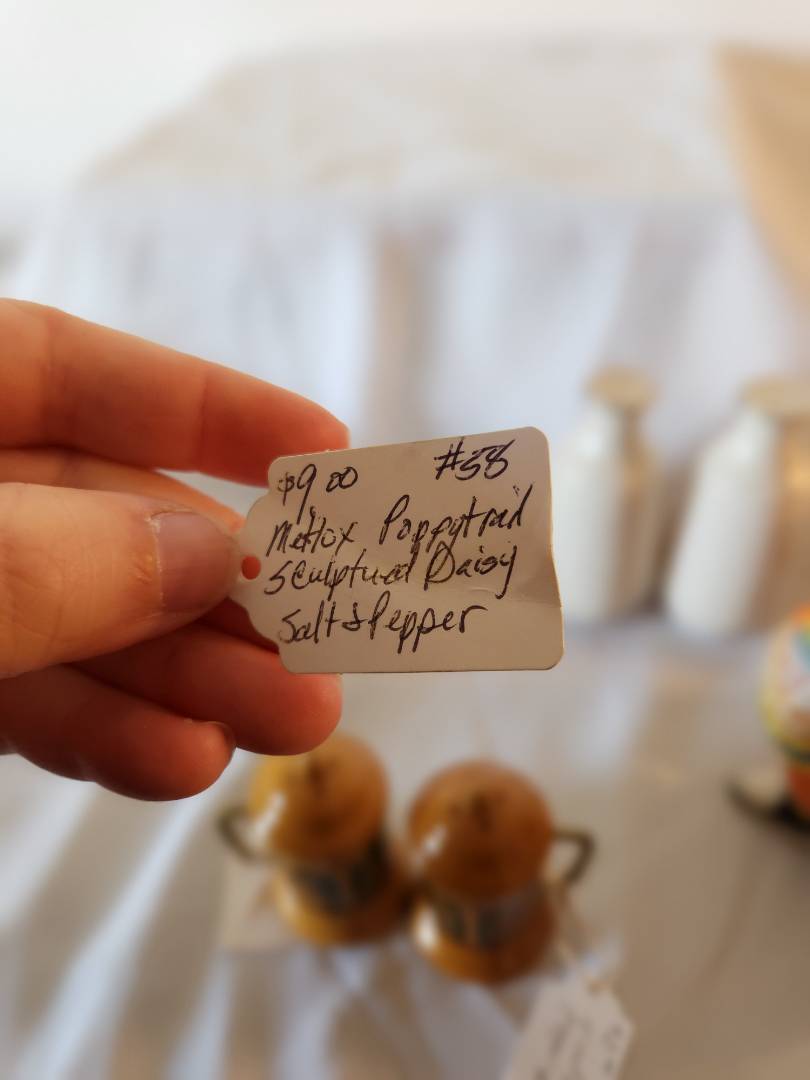 $9.00 #58
Metlox Poppytrail
Sculptured Daisy
Salt & Pepper